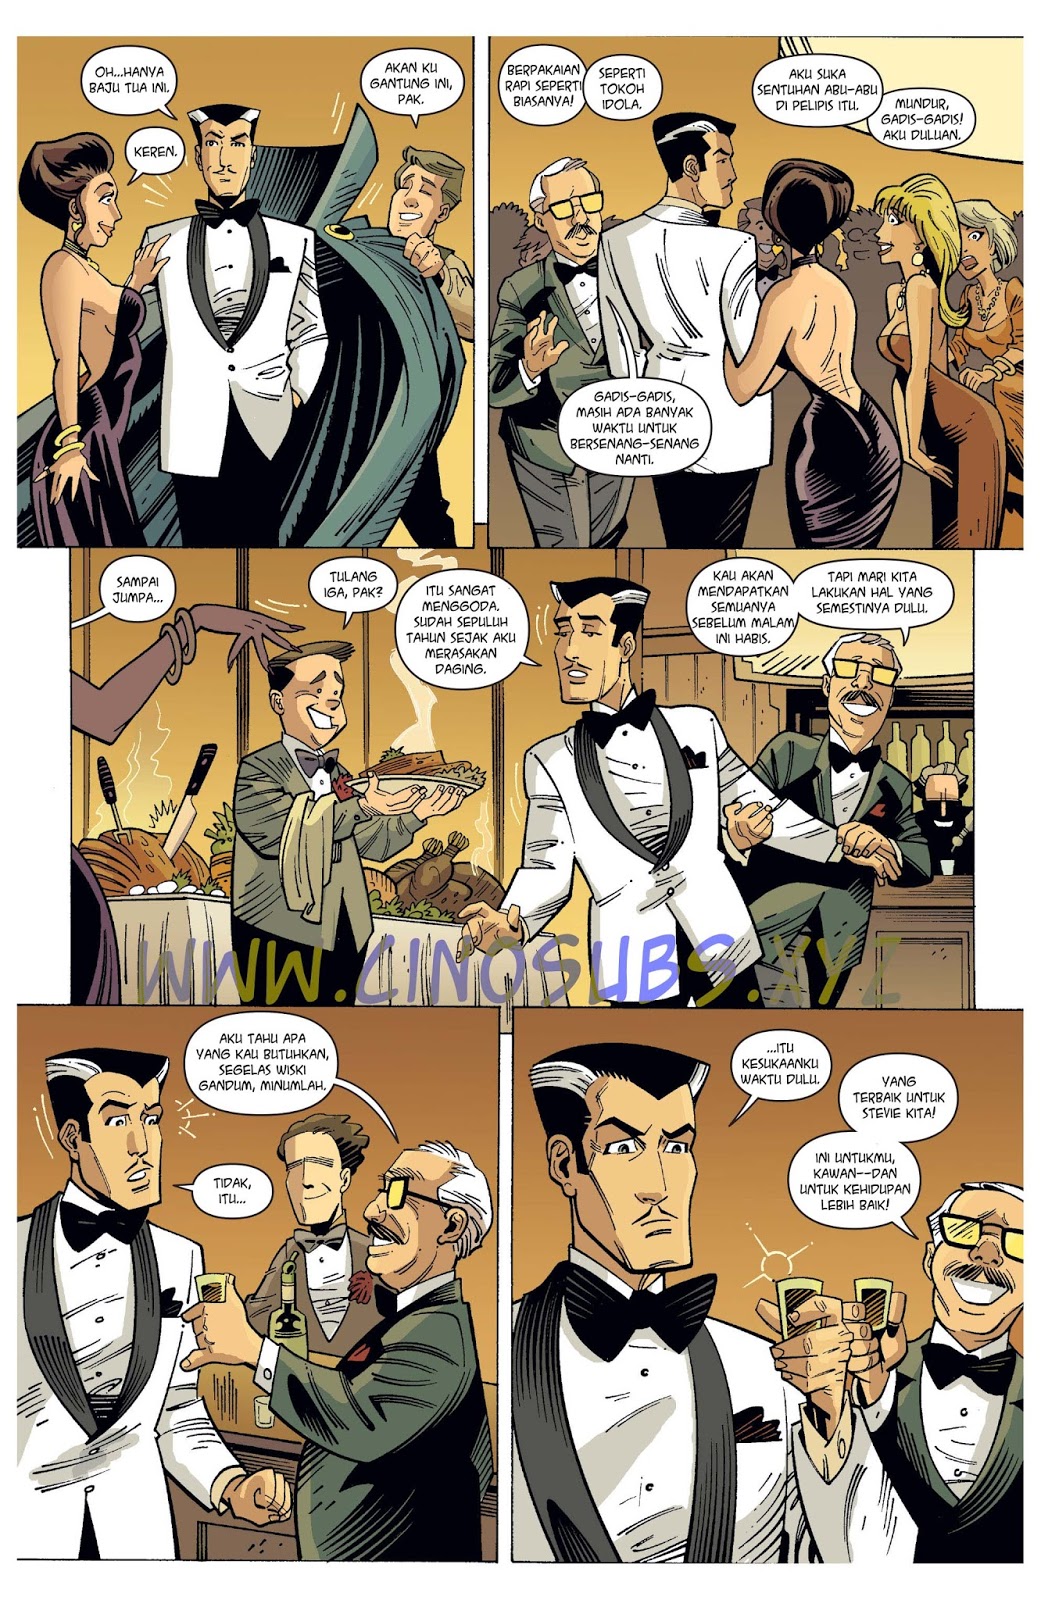 OH...HANYA
BAJU TUA INI.
KEREN.
AKAN KU
GANTUNG INI,
PAK.
BERPAKAIAN
RAPI SEPERTI
BIASANYA!
SEPERTI
TOKOH
IDOLA.
AKU SUKA
SENTUHAN ABU-ABU
DI PELIPIS ITU.
MUNDUR,
GADIS-GADIS!
AKU DULUAN.
GADIS-GADIS,
MASIH ADA BANYAK
WAKTU UNTUK
BERSENANG-SENANG
NANTI.
SAMPAI
JUMPA...
TULANG
IGA, PAK?
ITU SANGAT
MENGGODA.
SUDAH SEPULUH
TAHUN SEJAK AKU
MERASAKAN
DAGING.
KAU AKAN
MENDAPATKAN
SEMUANYA
SEBELUM MALAM
INI HABIS.
TAPI MARI KITA
LAKUKAN HAL YANG
SEMESTINYA DULU.
WWW.CINOSUBS.XYZ
AKU TAHU APA
YANG KAU BUTUHKAN,
SEGELAS WISKI
GANDUM, MINUMLAH.
TIDAK,
ITU...
...ITU
KESUKAANKU
WAKTU DULU.
YANG
TERBAIK UNTUK
STEVIE KITA!
INI UNTUKMU,
KAWAN--DAN
UNTUK KEHIDUPAN
LEBIH BAIK!